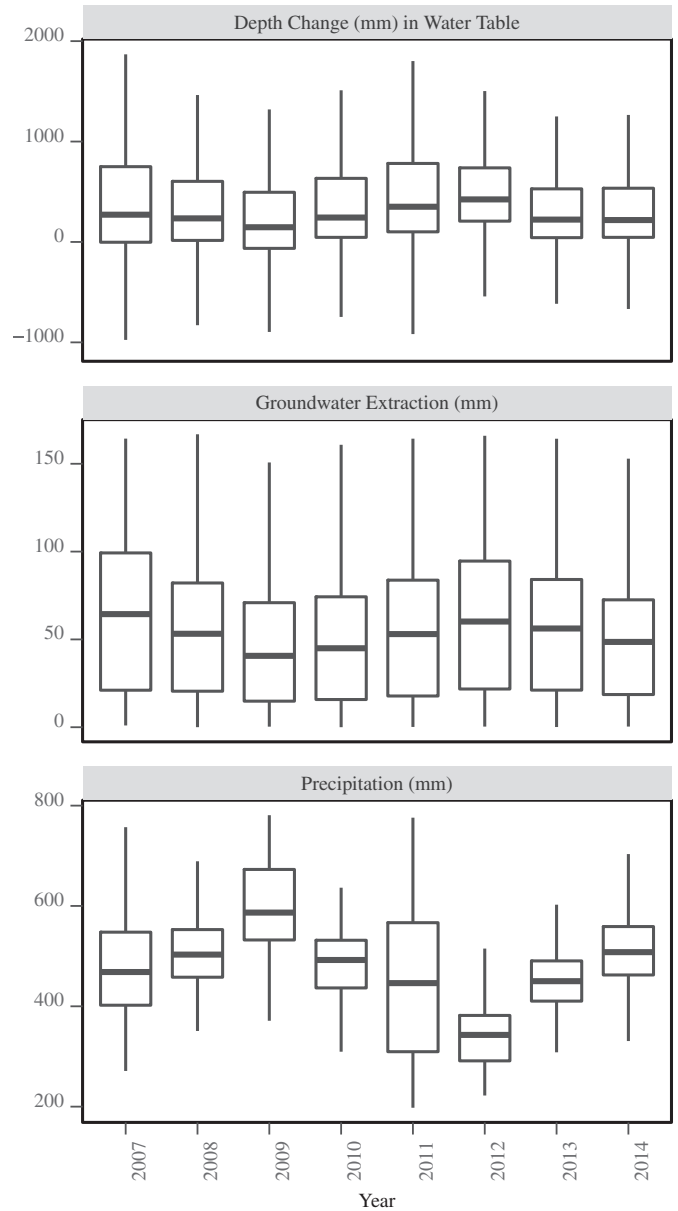 Depth Change (mm) in Water Table
2000
1000
0
−1000
Groundwater Extraction (mm)
150
100
50
0
Precipitation (mm)
800
600
400
200
2007 2008 2009 2010 2011 2012 2013 2014
Year